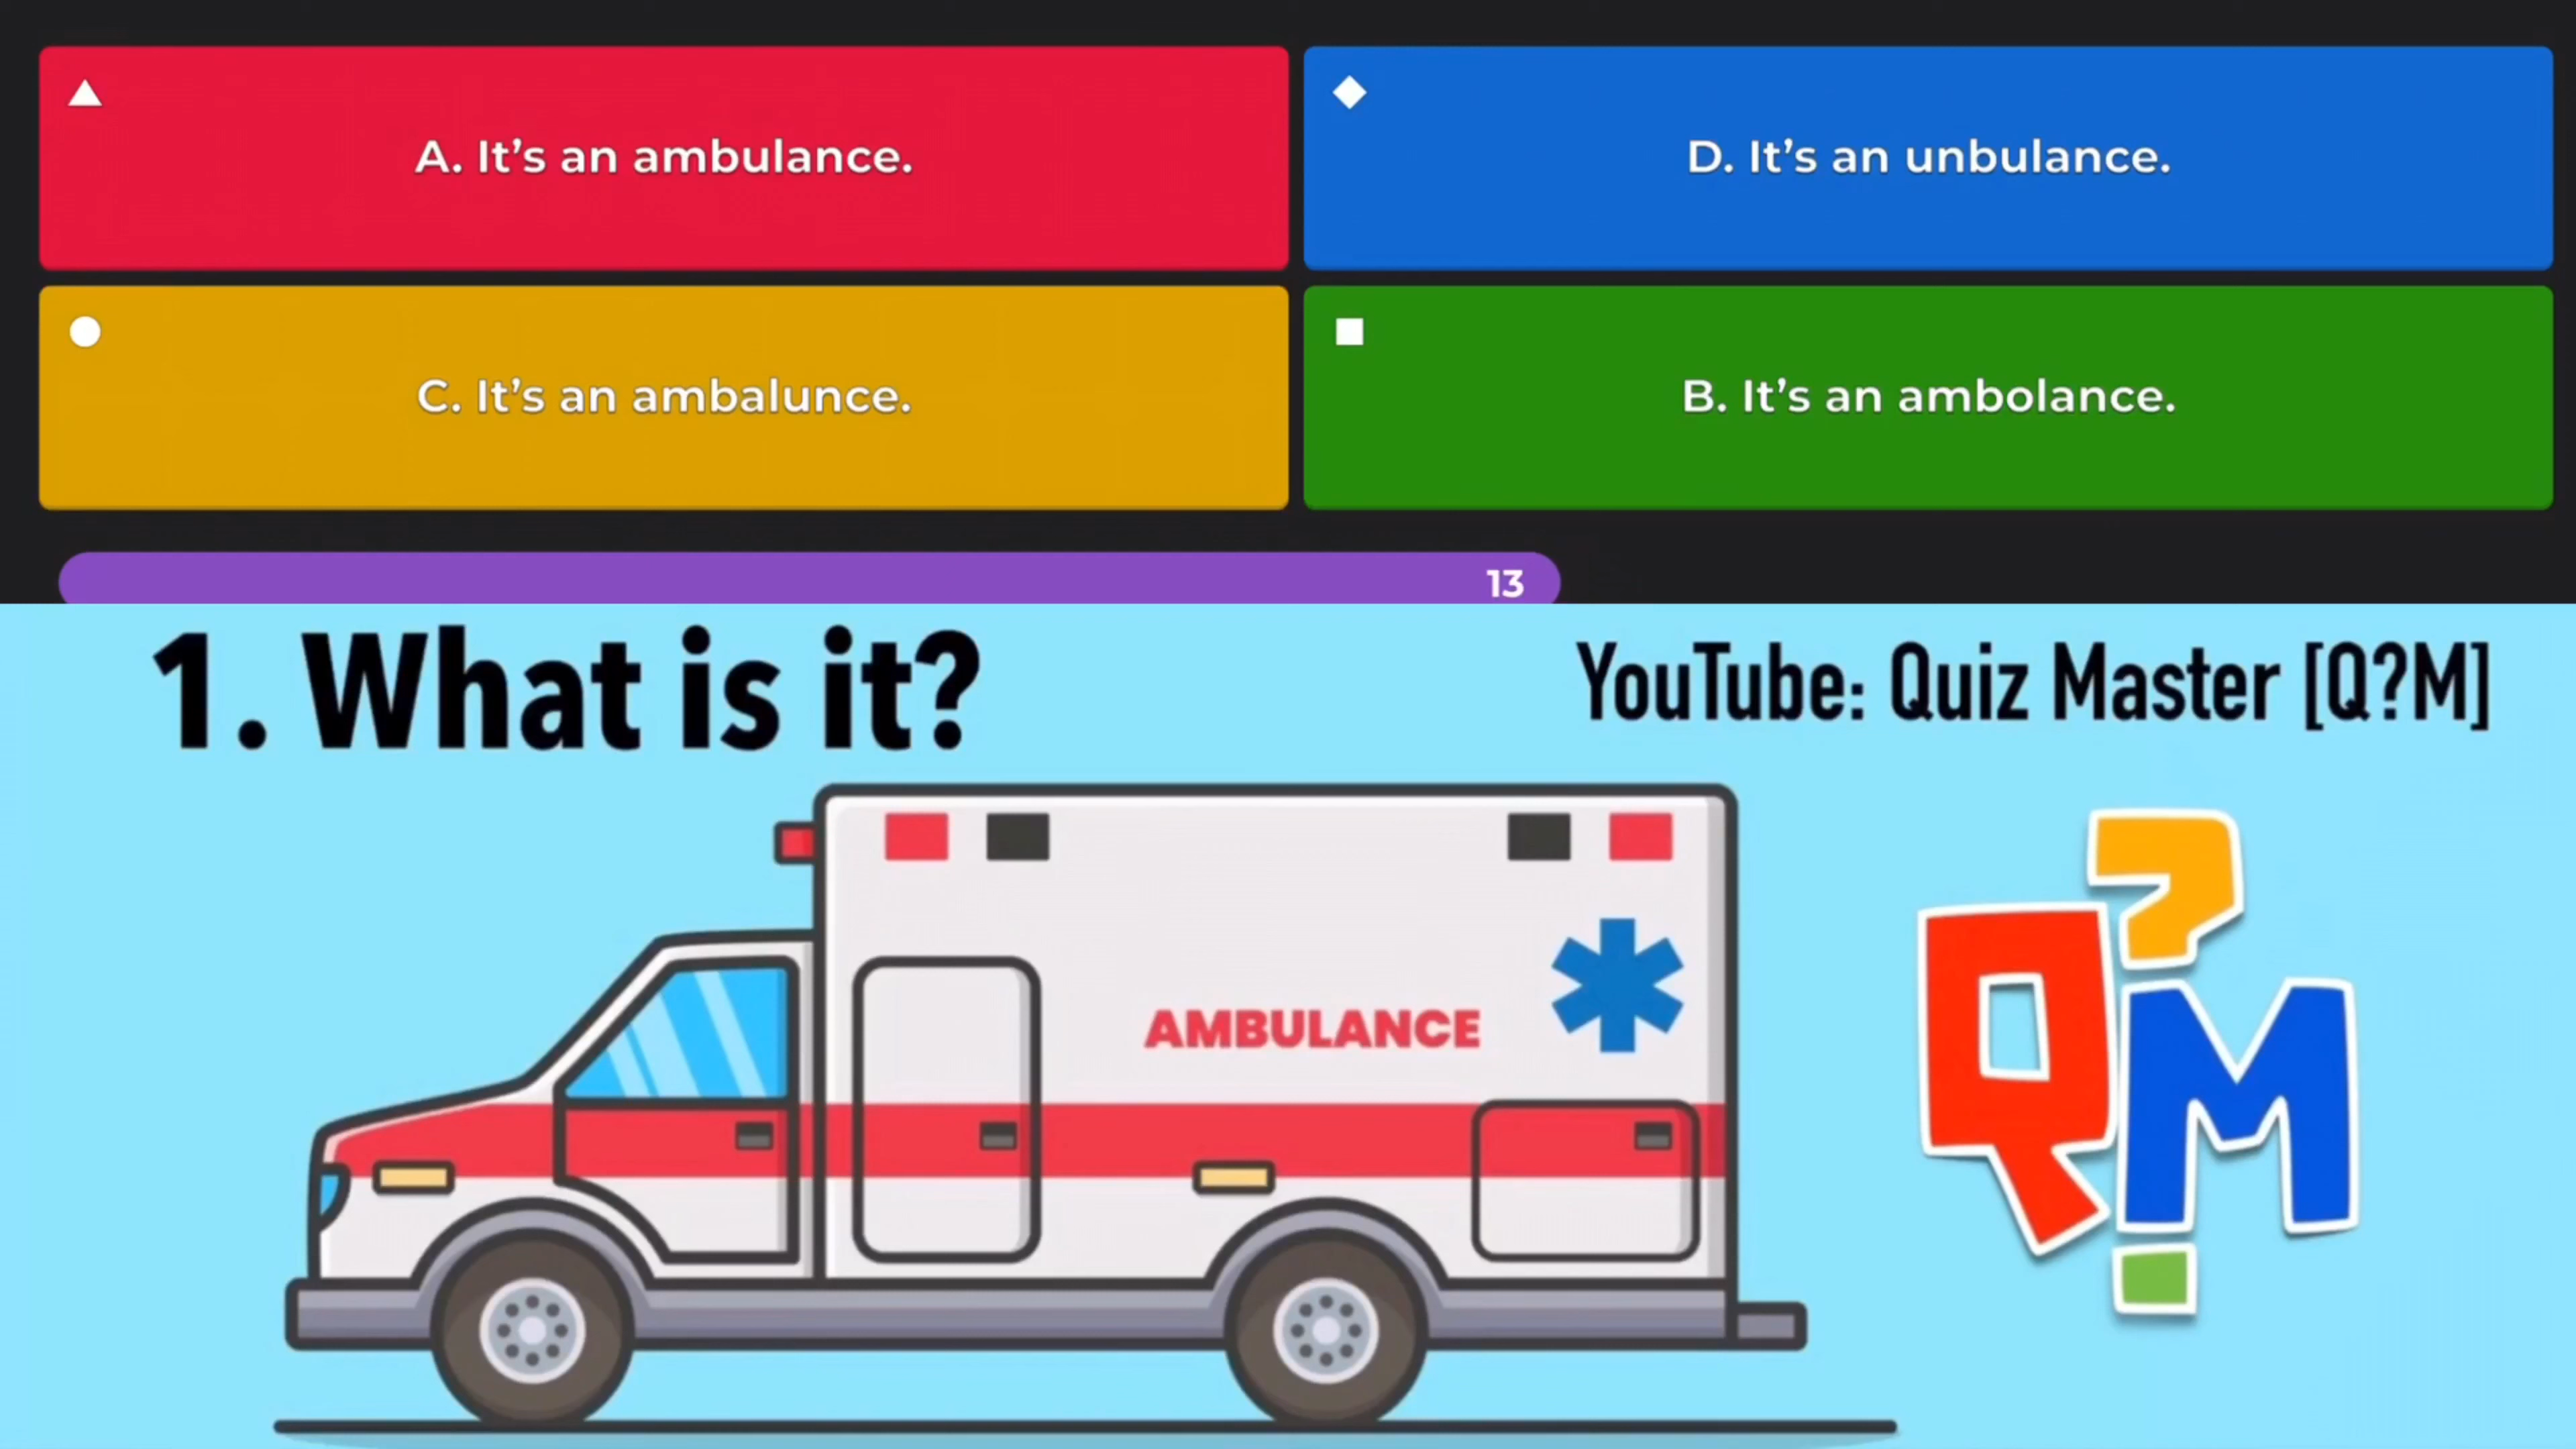 A. It’s an ambulance.
D. It’s an unbulance.
C. It’s an ambalunce.
B. It’s an ambolance.
13
1. What is it?
YouTube: Quiz Master [Q?M]
AMBULANCE
Q?M